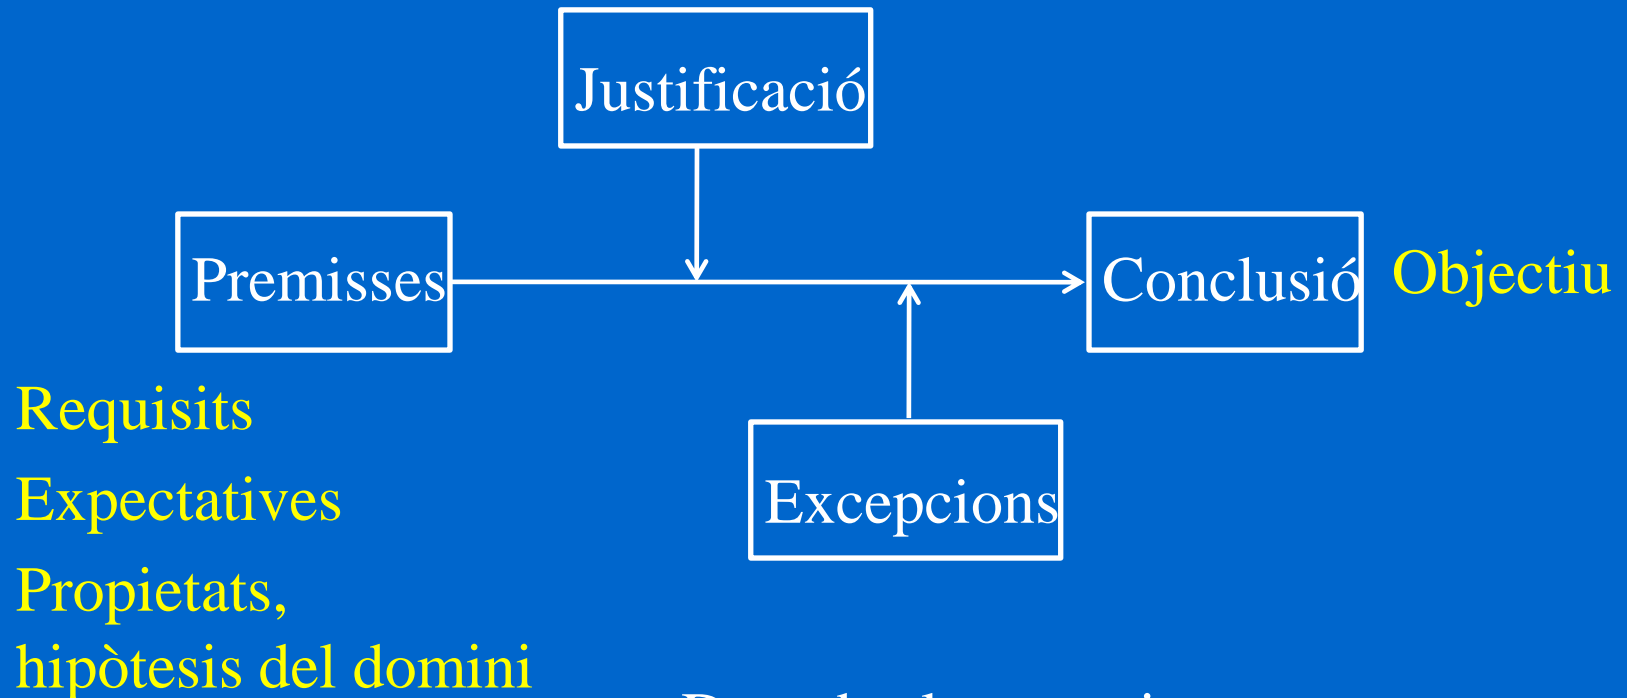 Justificació
Premisses
Conclusió
Objectiu
Requisits
Expectatives
Excepcions
Propietats,
hipòtesis del domini